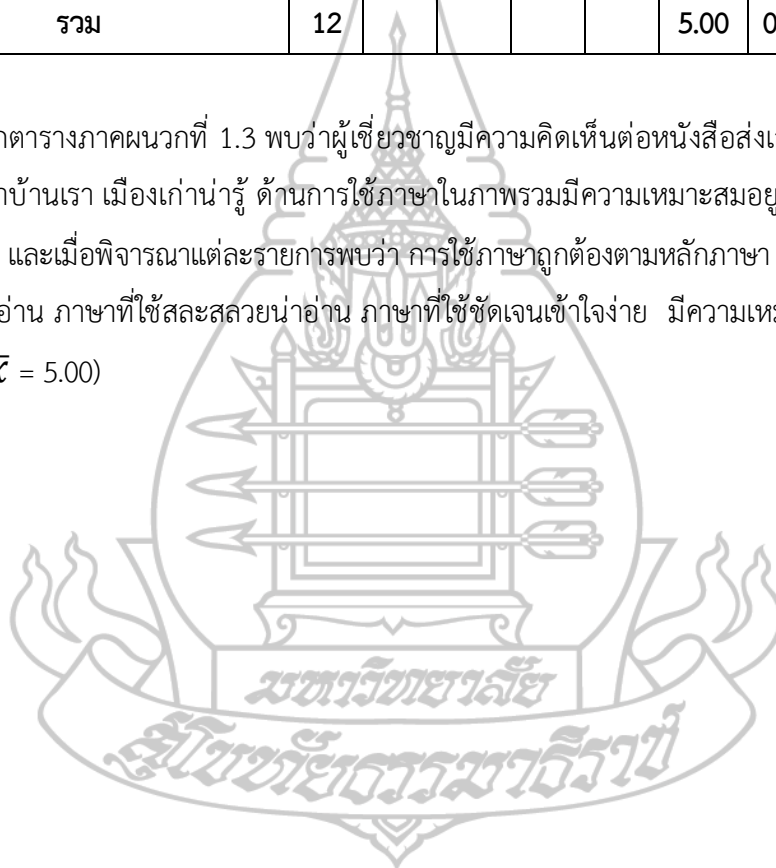 รวม 12 5.00 0
ตารางภาคผนวกที่ 1.3 พบว่าผู้เชี่ยวชาญมีความคิดเห็นต่อหนังสือส่งเ
บ้านเรา เมืองเก่าน่ารู้ ด้านการใช้ภาษาในภาพรวมมีความเหมาะสมอยู่
และเมื่อพิจารณาแต่ละรายการพบว่า การใช้ภาษาถูกต้องตามหลักภาษา
อ่าน ภาษาที่ใช้สละสลวยน่าอ่าน ภาษาที่ใช้ชัดเจนเข้าใจง่าย มีความเห
= 5.00)
มหาวิทยาลัย
สุโขทัยธรรมาธิราช